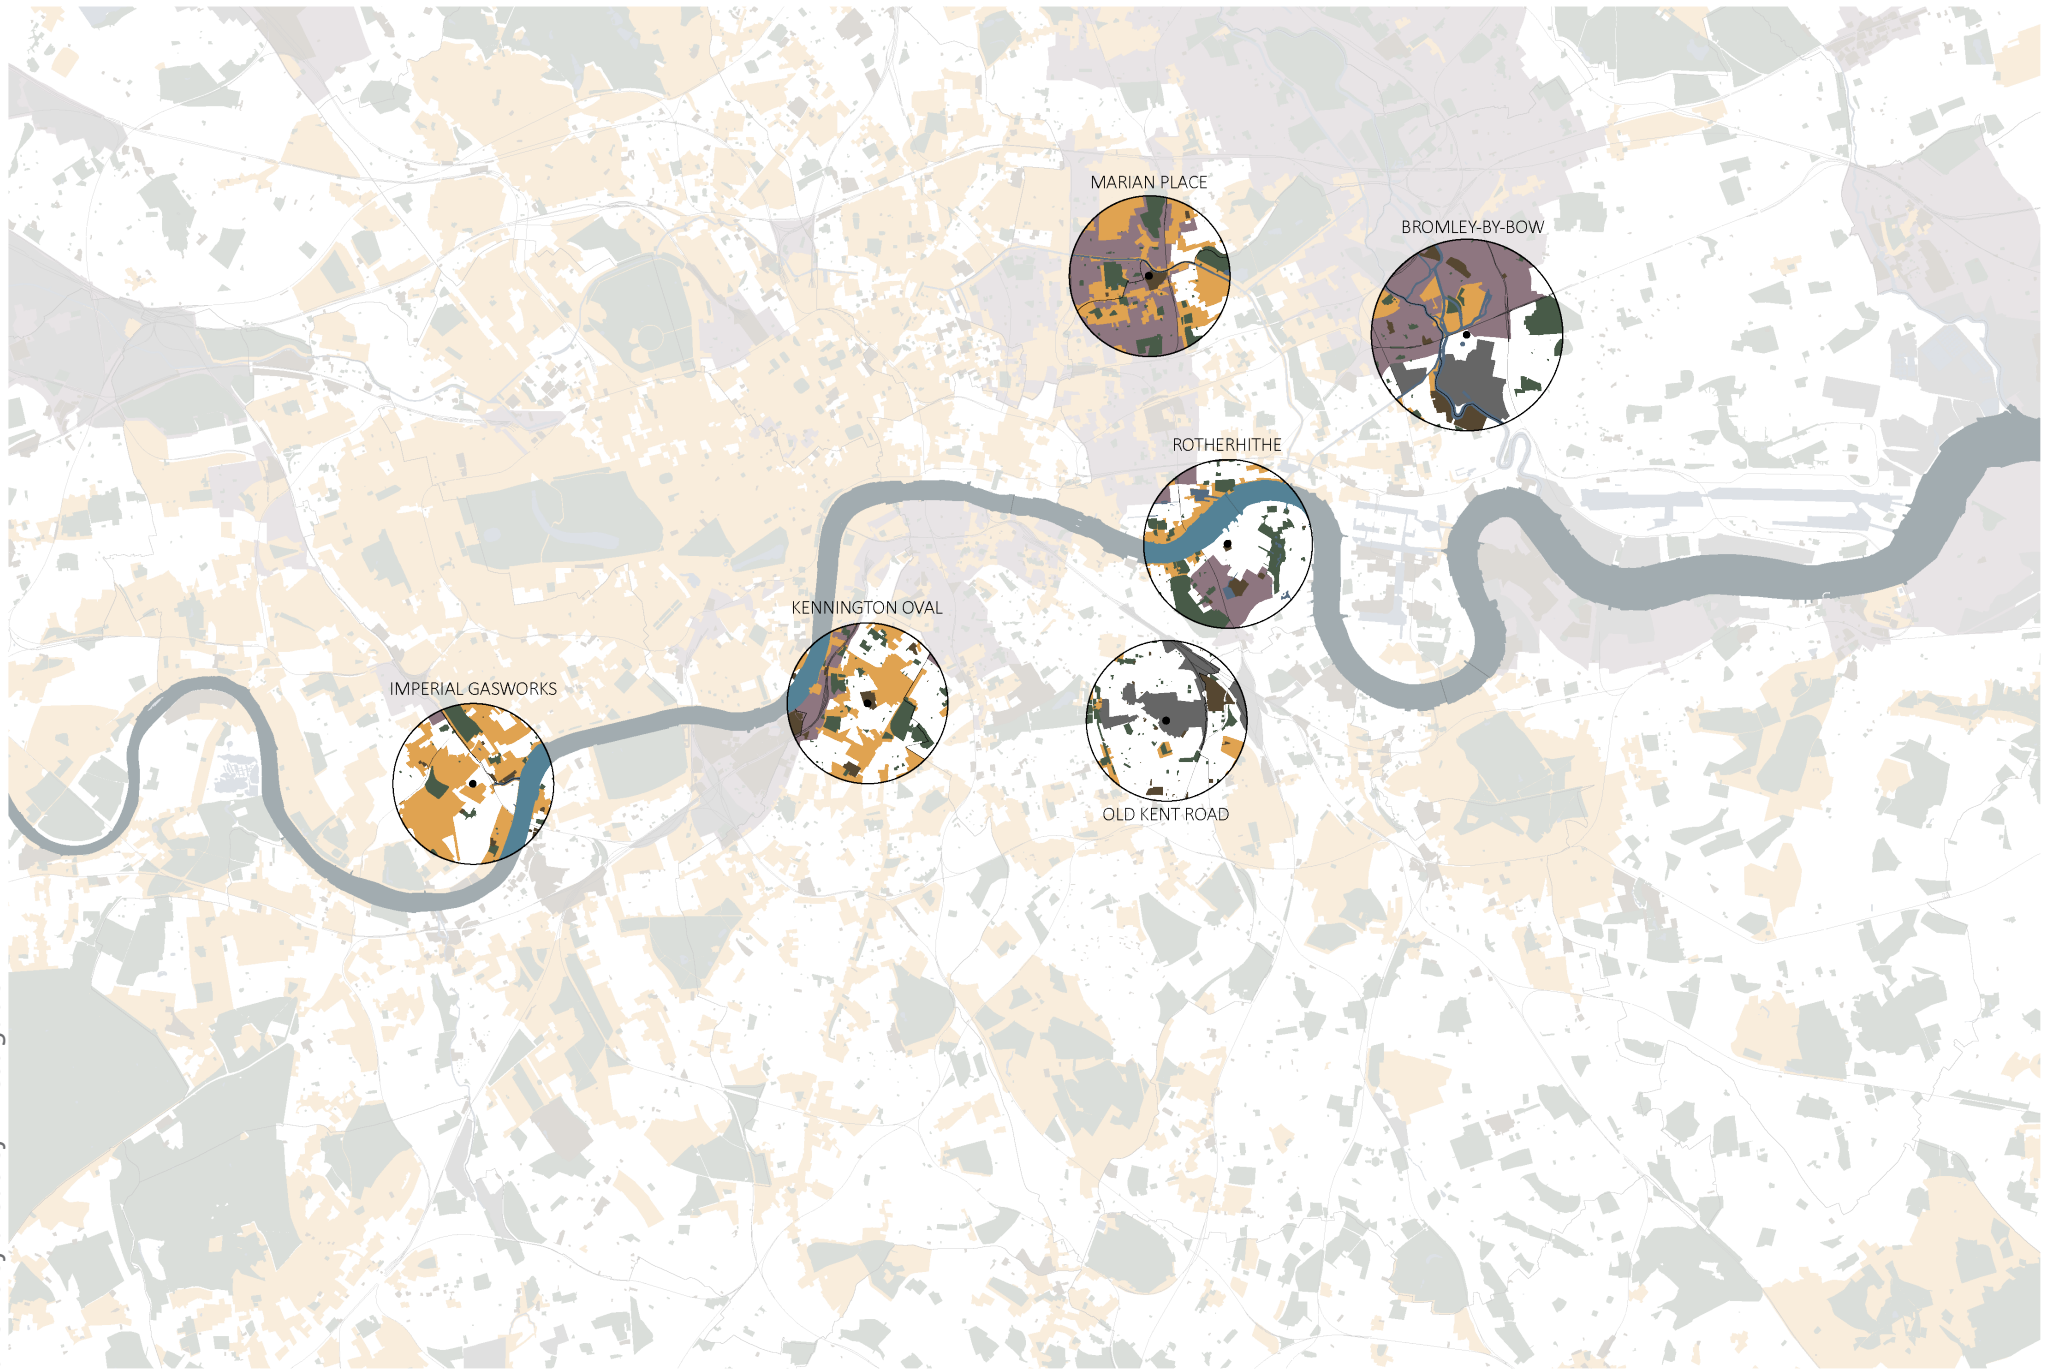 MARIAN PLACE
BROMLEY-BY-BOW
ROTHERHITHE
KENNINGTON OVAL
IMPERIAL GASWORKS
OLD KENT ROAD